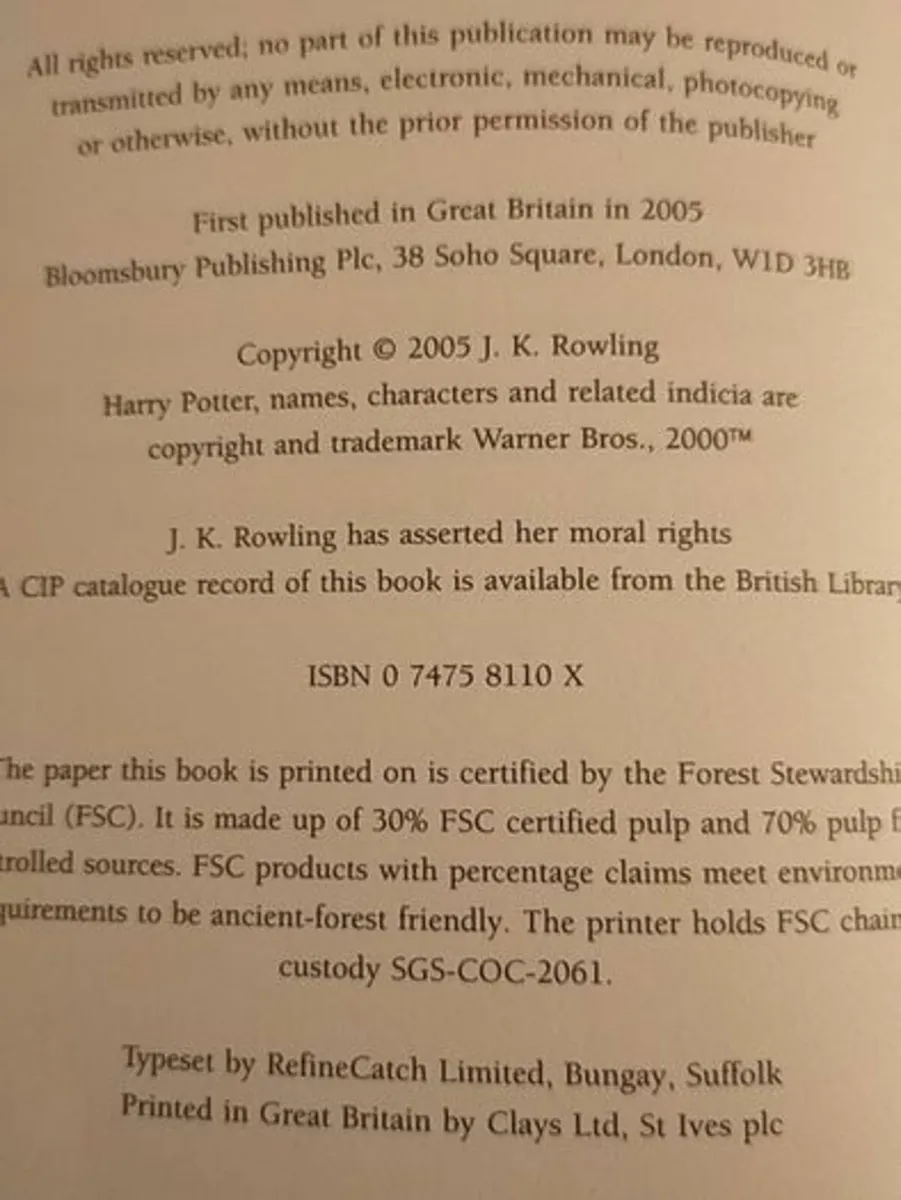 All rights reserved; no part of this publication may be reproduced or
transmitted by any means, electronic, mechanical, photocopying
or otherwise, without the prior permission of the publisher
First published in Great Britain in 2005
Bloomsbury Publishing Plc, 38 Soho Square, London, W1D 3HB
Copyright © 2005 J. K. Rowling
Harry Potter, names, characters and related indicia are
copyright and trademark Warner Bros., 2000™
J. K. Rowling has asserted her moral rights
A CIP catalogue record of this book is available from the British Library
ISBN 0 7475 8110 X
The paper this book is printed on is certified by the Forest Stewardshi
uncil (FSC). It is made up of 30% FSC certified pulp and 70% pulp f
trolled sources. FSC products with percentage claims meet environme
quirements to be ancient-forest friendly. The printer holds FSC chain
custody SGS-COC-2061.
Typeset by RefineCatch Limited, Bungay, Suffolk
Printed in Great Britain by Clays Ltd, St Ives plc